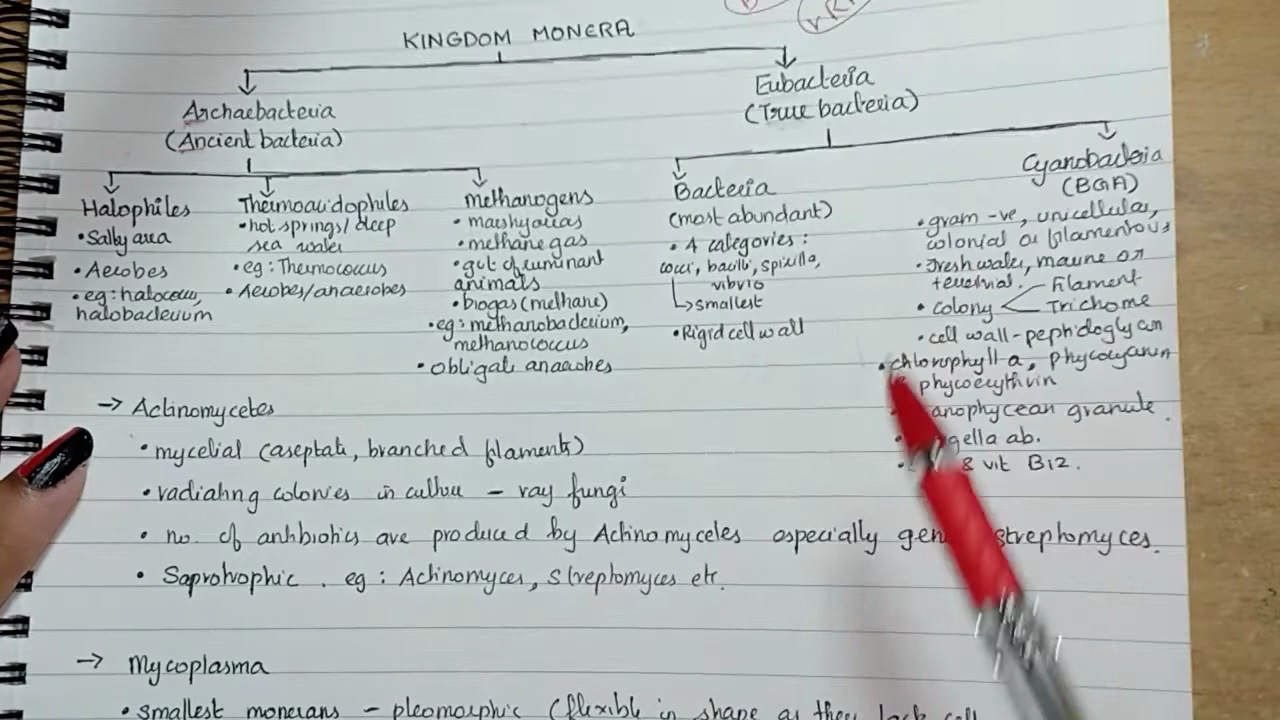 KINGDOM MONERA
Archaebacteria
(Ancient bacteria)
Eubacteria
(True bacteria)
Halophiles
• Salty area
• Aerobes
• eg: halococcus,
halobacterium
Thermoacidophiles
• hot springs/deep
sea water
• eg: Thermococcus
• Aerobes/anaerobes
methanogens
• marshy areas
• methane gas
• gut of ruminant
animals
• biogas (methane)
• eg: methanobacterium,
methanococcus
• obligate anaerobes
Bacteria
(most abundant)
• 4 categories:
cocci, bacilli, spirilla,
vibrio
smallest
• Rigid cell wall
Cyanobacteria
(BGA)
• gram -ve, unicellular,
colonial or filamentous
• freshwater, marine or
terrestrial.
• colony Filament
Trichome
• cell wall-peptidoglycan
• chlorophyll a, phycocyanin
phycoerythrin
granule.
ab.
& vit B12.
→ Actinomycetes
• mycelial (aseptate, branched filaments)
• radiating colonies in culture – ray fungi
• no. of antibiotics are produced by Actinomycetes especially streptomyces.
• Saprotrophic. eg: Actinomyces, Streptomyces etc.
→ Mycoplasma
• smallest monerans – pleomorphic (flexible in shape as they lack cell